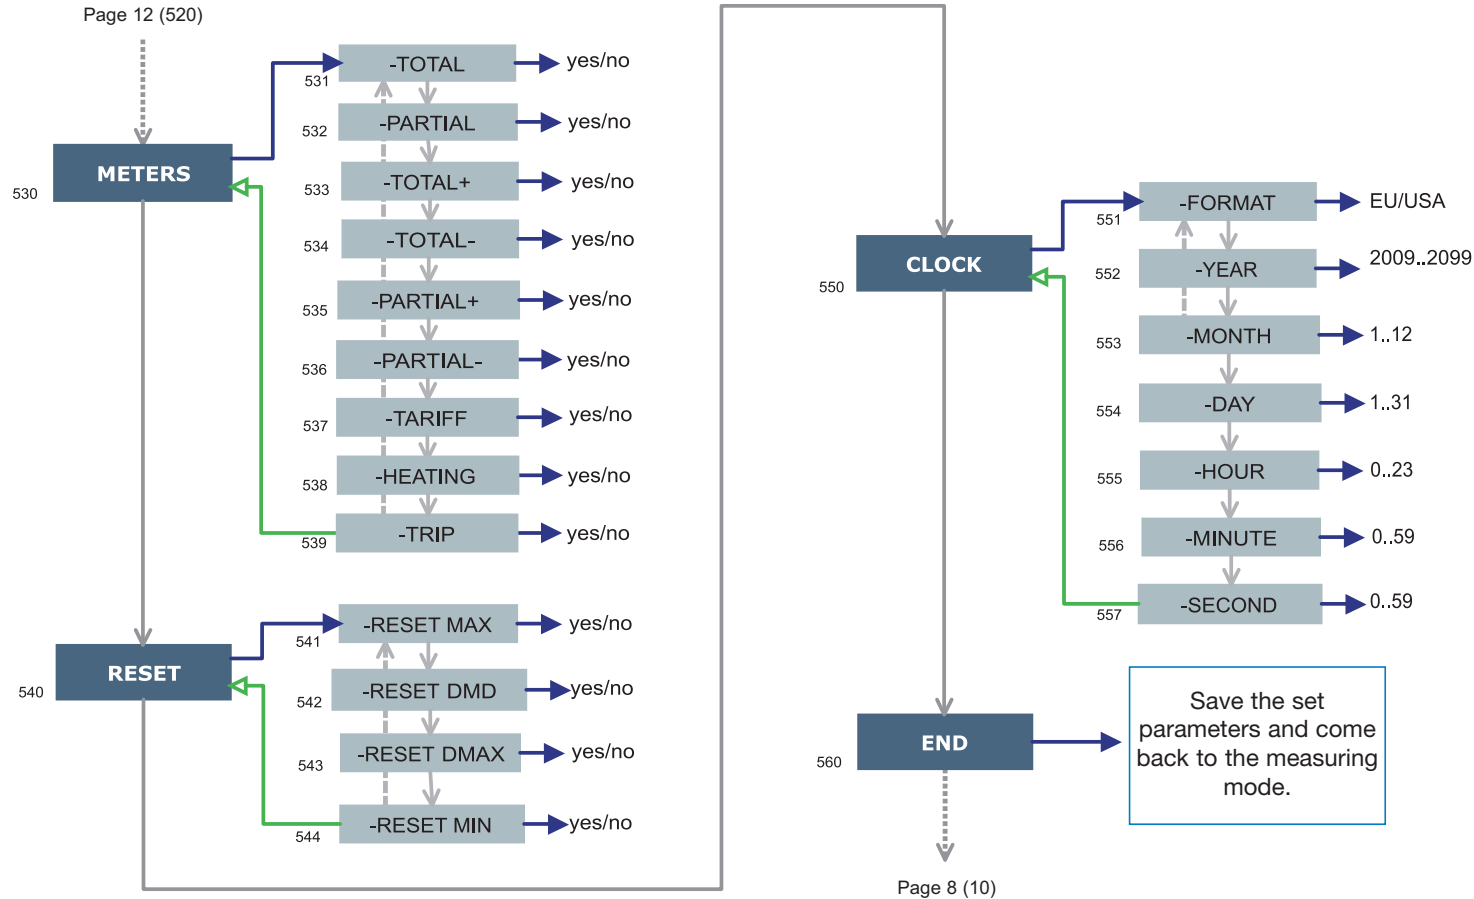 Page 12 (520)
METERS
530
-TOTAL
531
yes/no
-PARTIAL
532
yes/no
-TOTAL+
533
yes/no
-TOTAL-
534
yes/no
-PARTIAL+
535
yes/no
-PARTIAL-
536
yes/no
-TARIFF
537
yes/no
-HEATING
538
yes/no
-TRIP
539
yes/no
RESET
540
-RESET MAX
541
yes/no
-RESET DMD
542
yes/no
-RESET DMAX
543
yes/no
-RESET MIN
544
yes/no
CLOCK
550
-FORMAT
551
EU/USA
-YEAR
552
2009..2099
-MONTH
553
1..12
-DAY
554
1..31
-HOUR
555
0..23
-MINUTE
556
0..59
-SECOND
557
0..59
END
560
Save the set
parameters and come
back to the measuring
mode.
Page 8 (10)